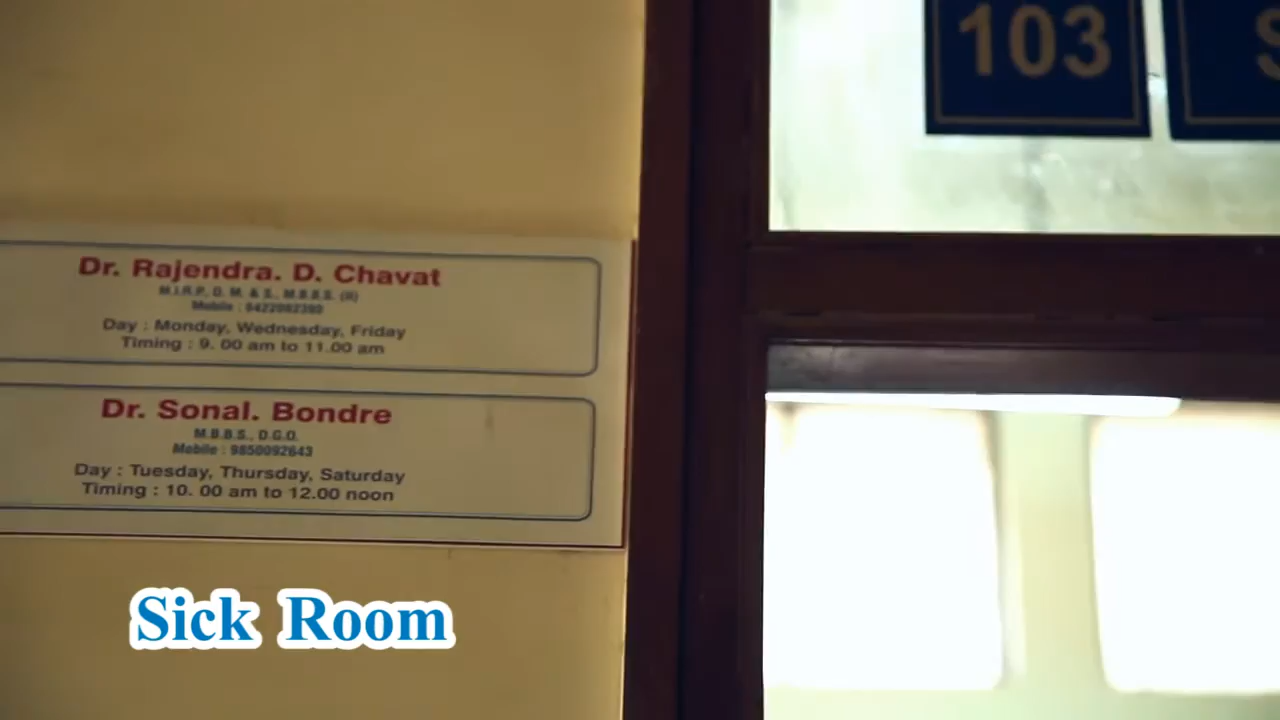 103
S
Dr. Rajendra. D. Chavat
Day : Monday, Wednesday, Friday
Timing : 9. 00 am to 11.00 am
Dr. Sonal. Bondre
M.B.B.S., D.G.O.
Mobile : 9850092643
Day : Tuesday, Thursday, Saturday
Timing : 10. 00 am to 12.00 noon
Sick Room